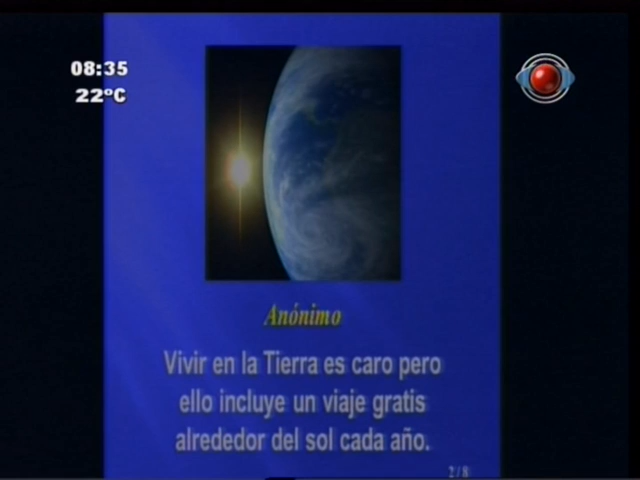 08:35
22ºC
Anónimo
Vivir en la Tierra es caro pero
ello incluye un viaje gratis
alrededor del sol cada año.
2/8